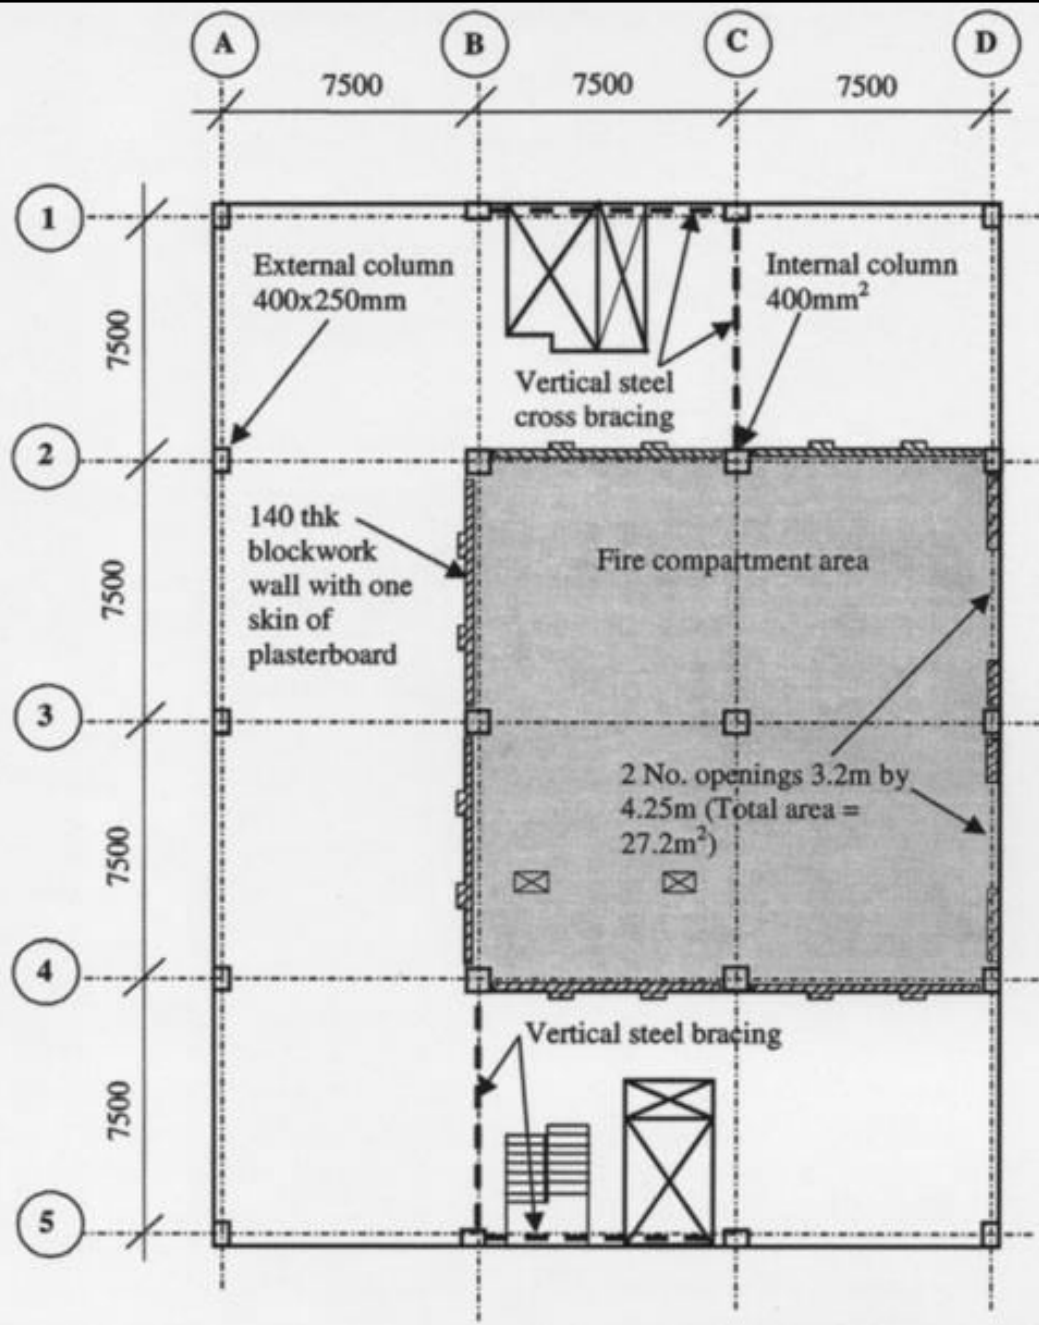 A
B
C
D
7500
7500
7500
1
External column
400x250mm
Internal column
400mm²
7500
Vertical steel
cross bracing
2
140 thk
blockwork
wall with one
skin of
plasterboard
Fire compartment area
7500
3
2 No. openings 3.2m by
4.25m (Total area =
27.2m²)
7500
4
Vertical steel bracing
7500
5